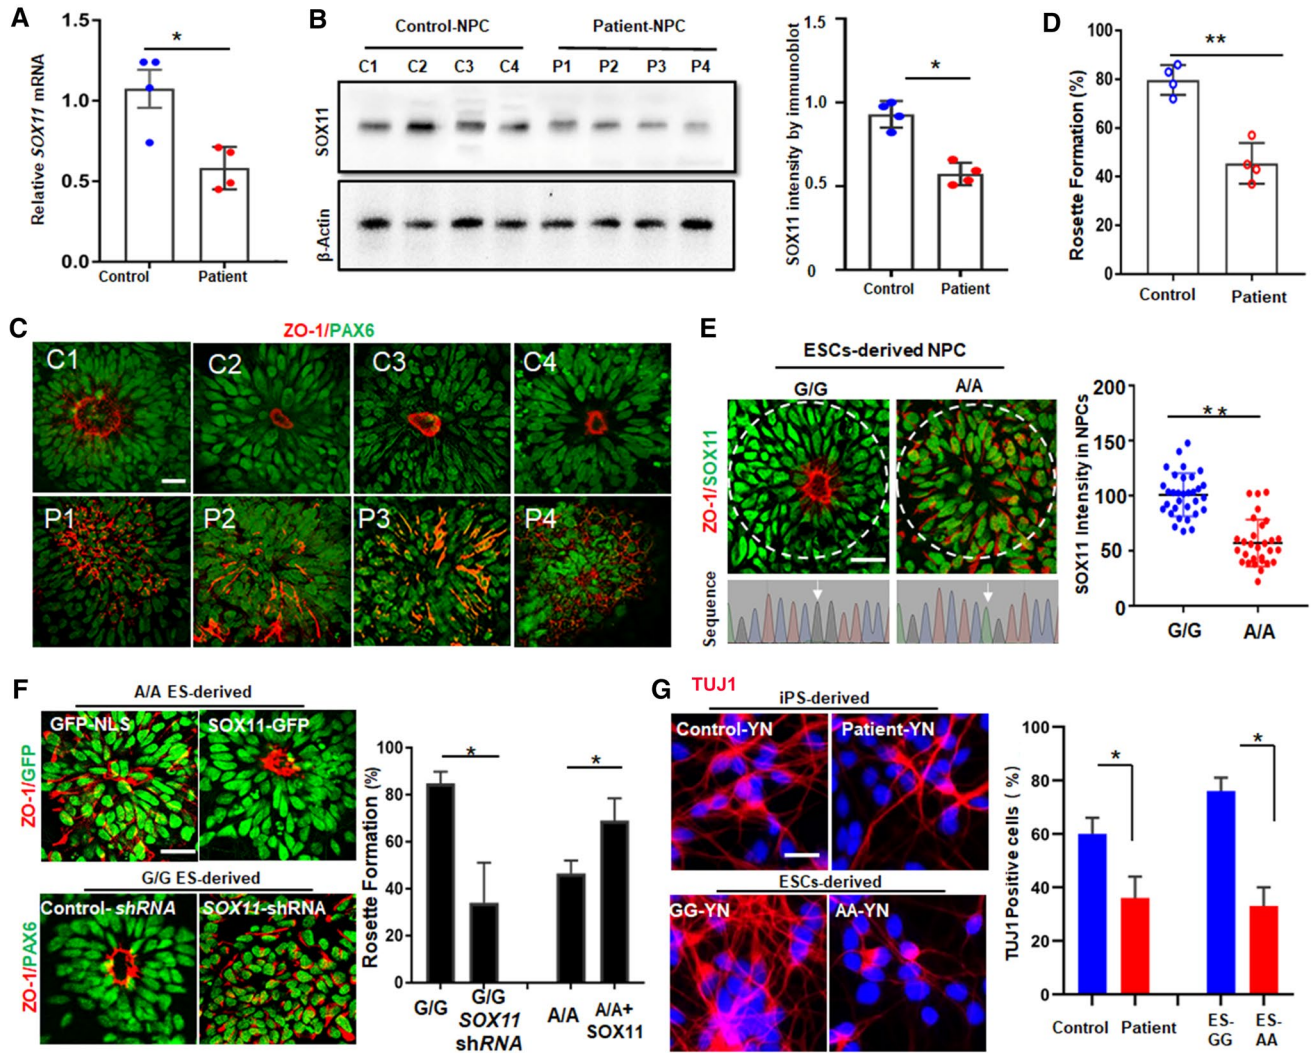 A
Relative SOX11 mRNA
1.5
1.0
0.5
0.0
*
Control
Patient
B
Control-NPC
Patient-NPC
C1 C2 C3 C4 P1 P2 P3 P4
SOX11
β-Actin
SOX11 intensity by immunoblot
1.5
1.0
0.5
0
*
Control
Patient
D
Rosette Formation (%)
100
80
60
40
20
0
**
Control
Patient
C
ZO-1/PAX6
C1 C2 C3 C4
P1 P2 P3 P4
E
ESCs-derived NPC
G/G
A/A
ZO-1/SOX11
Sequence
SOX11 Intensity in NPCs
200
150
100
50
0
**
G/G
A/A
F
A/A ES-derived
GFP-NLS
SOX11-GFP
ZO-1/GFP
G/G ES-derived
Control-shRNA
SOX11-shRNA
ZO-1/PAX6
Rosette Formation (%)
100
80
60
40
20
0
*
*
G/G
G/G
SOX11
shRNA
A/A
A/A+
SOX11
G
TUJ1
iPS-derived
Control-YN
Patient-YN
ESCs-derived
GG-YN
AA-YN
TUJ1 Positive cells ( %)
100
80
60
40
20
0
*
*
Control
Patient
ES-
GG
ES-
AA